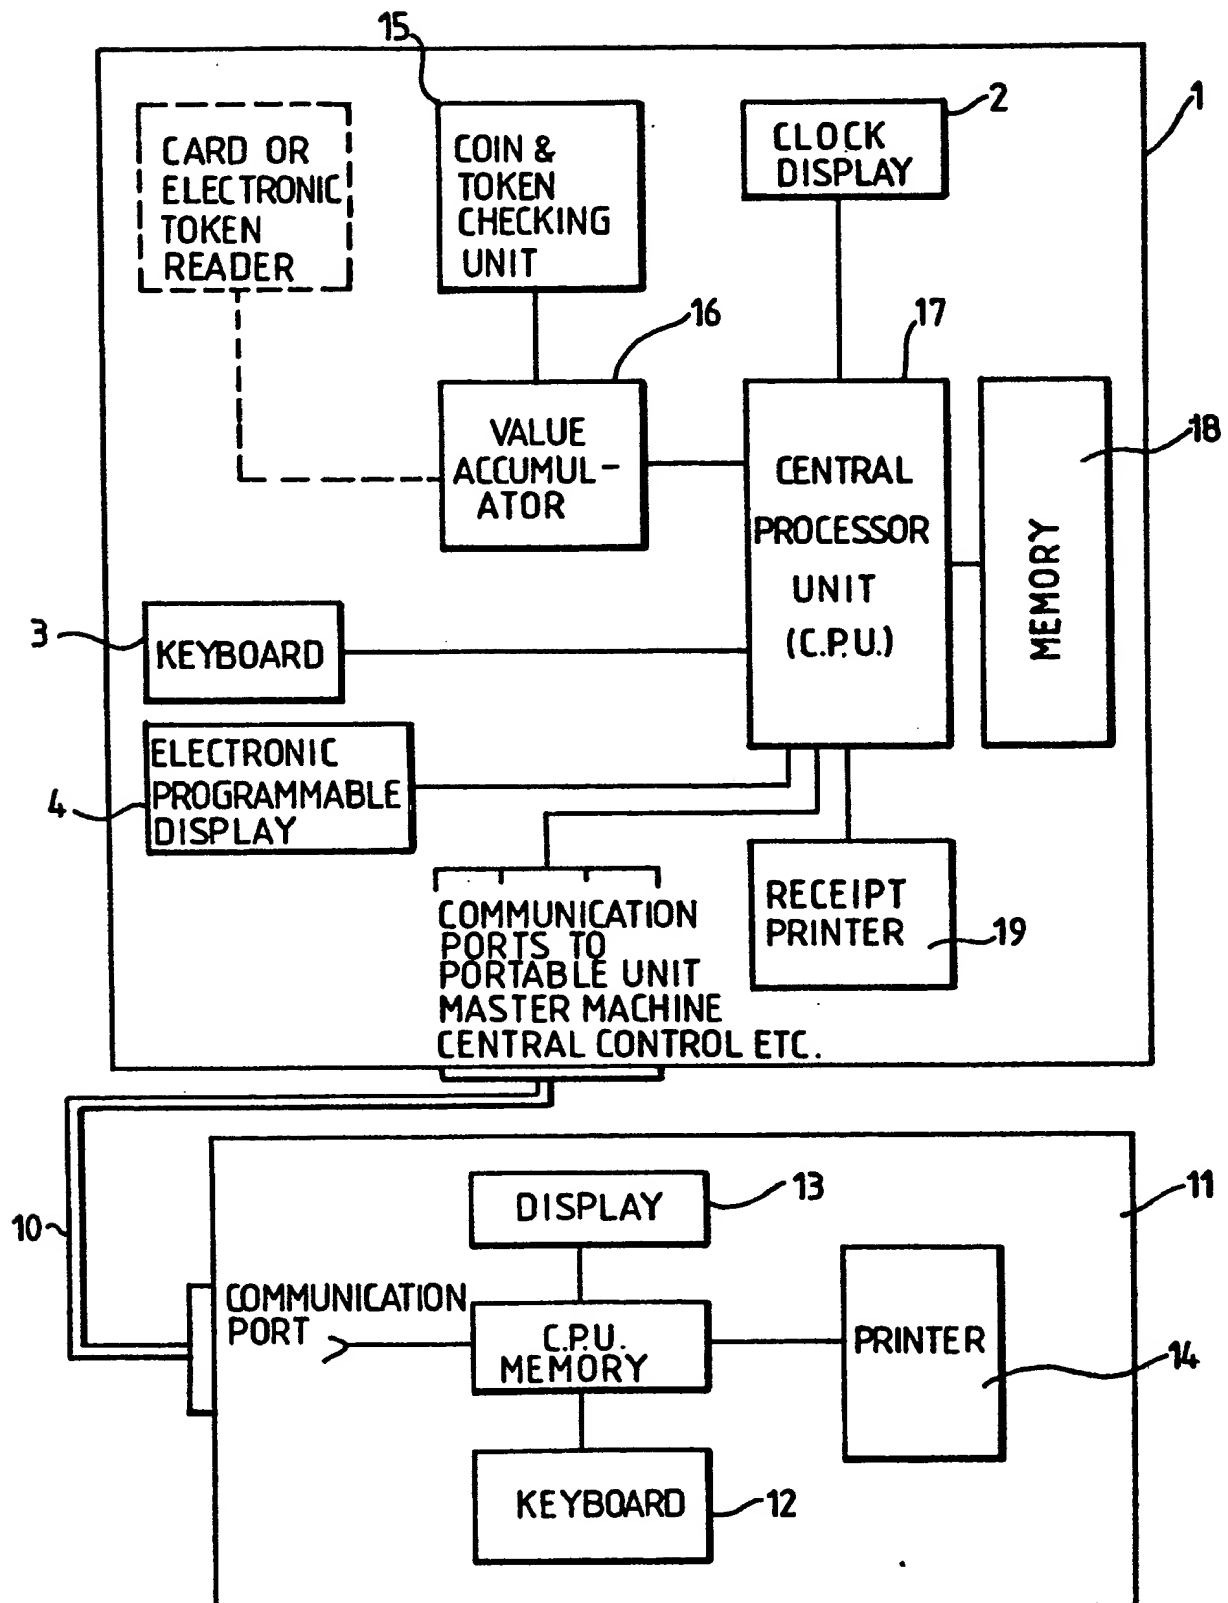 15
2
1
CARD OR
ELECTRONIC
TOKEN
READER
COIN &
TOKEN
CHECKING
UNIT
CLOCK
DISPLAY
16
17
18
VALUE
ACCUMUL-
ATOR
CENTRAL
PROCESSOR
UNIT
(C.P.U.)
MEMORY
3
KEYBOARD
4
ELECTRONIC
PROGRAMMABLE
DISPLAY
COMMUNICATION
PORTS TO
PORTABLE UNIT
MASTER MACHINE
CENTRAL CONTROL ETC.
RECEIPT
PRINTER
19
10
11
DISPLAY
13
COMMUNICATION
PORT
C.P.U.
MEMORY
PRINTER
14
KEYBOARD
12